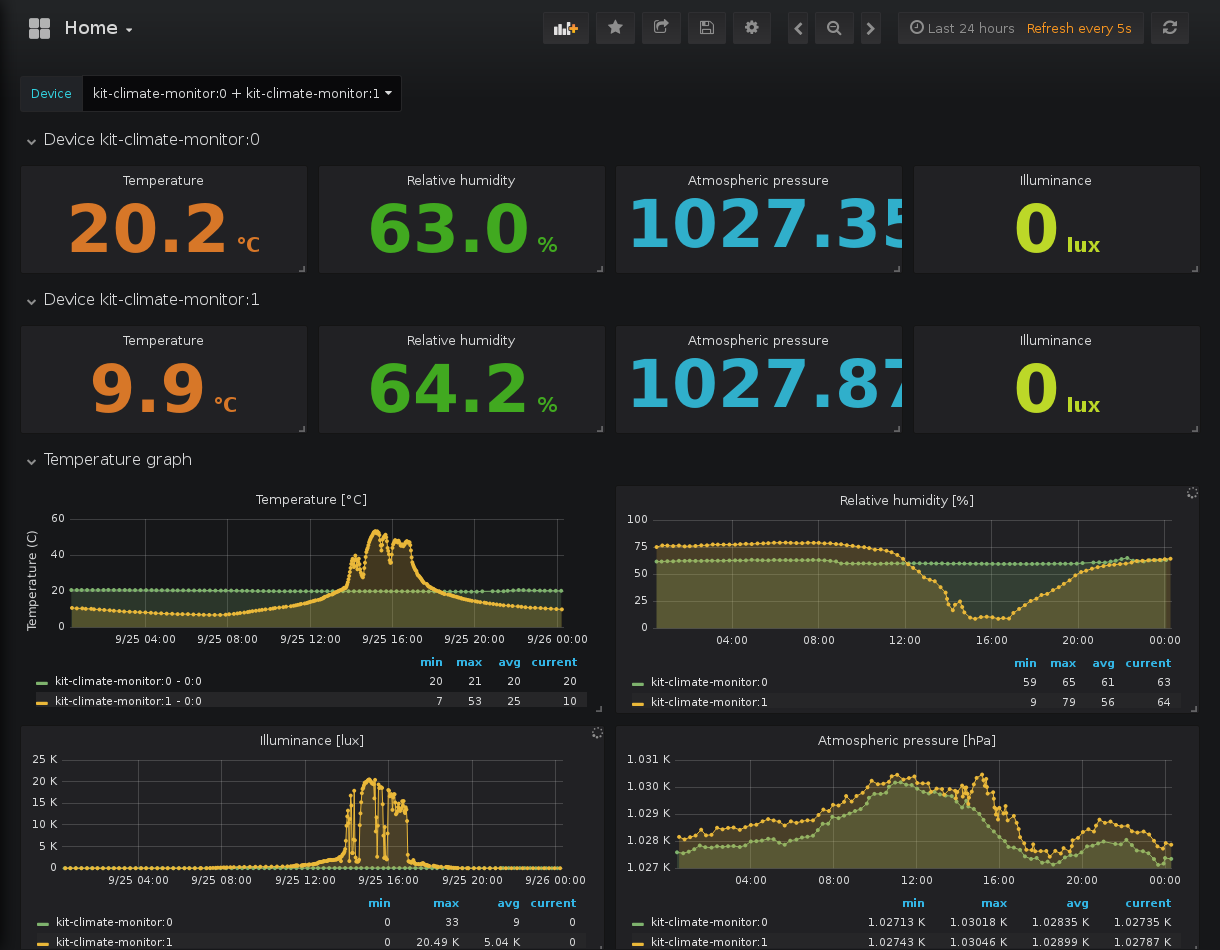 Home
Last 24 hours Refresh every 5s
Device kit-climate-monitor:0 + kit-climate-monitor:1
Device kit-climate-monitor:0
Temperature Relative humidity Atmospheric pressure Illuminance
20.2 °C 63.0 % 1027.35 0 lux
Device kit-climate-monitor:1
Temperature Relative humidity Atmospheric pressure Illuminance
9.9 °C 64.2 % 1027.87 0 lux
Temperature graph
Temperature [°C]
Temperature (C)
60
40
20
0
9/25 04:00 9/25 08:00 9/25 12:00 9/25 16:00 9/25 20:00 9/26 00:00
min max avg current
kit-climate-monitor:0 - 0:0 20 21 20 20
kit-climate-monitor:1 - 0:0 7 53 25 10
Relative humidity [%]
100
75
50
25
0
04:00 08:00 12:00 16:00 20:00 00:00
min max avg current
kit-climate-monitor:0 59 65 61 63
kit-climate-monitor:1 9 79 56 64
Illuminance [lux]
25 K
20 K
15 K
10 K
5 K
0
9/25 04:00 9/25 08:00 9/25 12:00 9/25 16:00 9/25 20:00 9/26 00:00
min max avg current
kit-climate-monitor:0 0 33 9 0
kit-climate-monitor:1 0 20.49 K 5.04 K 0
Atmospheric pressure [hPa]
1.031 K
1.030 K
1.029 K
1.028 K
1.027 K
04:00 08:00 12:00 16:00 20:00 00:00
min max avg current
kit-climate-monitor:0 1.02713 K 1.03018 K 1.02835 K 1.02735 K
kit-climate-monitor:1 1.02743 K 1.03046 K 1.02899 K 1.02787 K